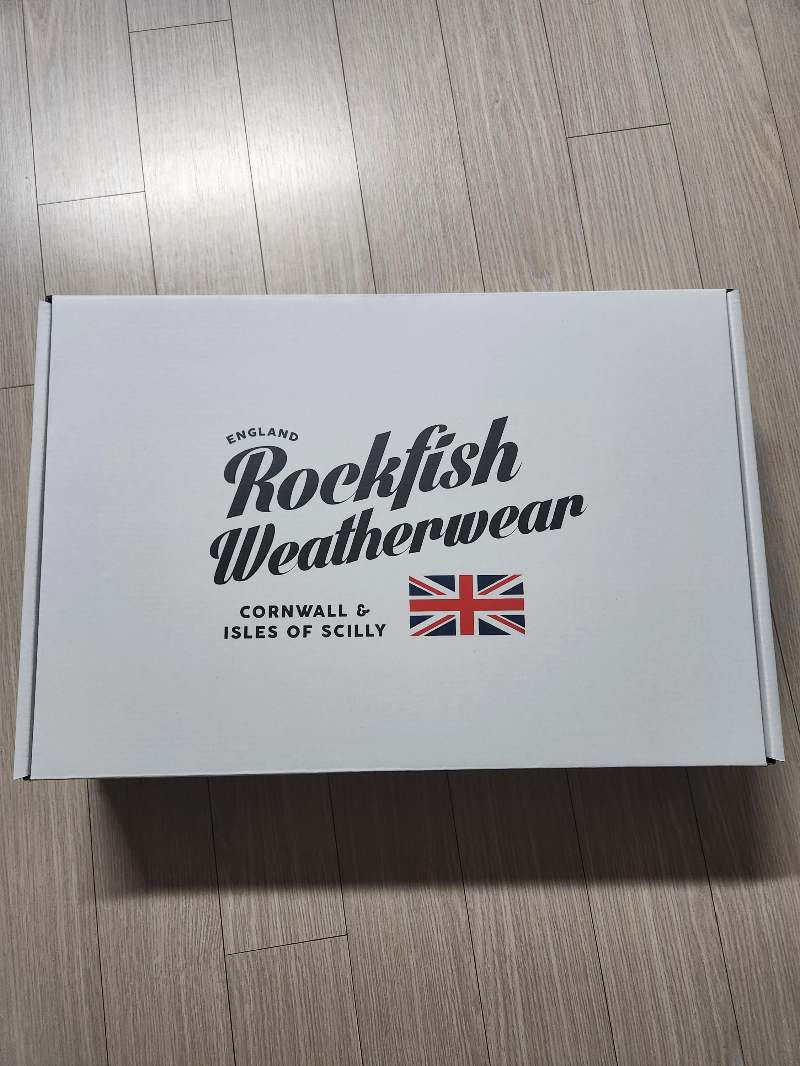 ENGLAND
Rockfish
Weatherwear
CORNWALL &
ISLES OF SCILLY